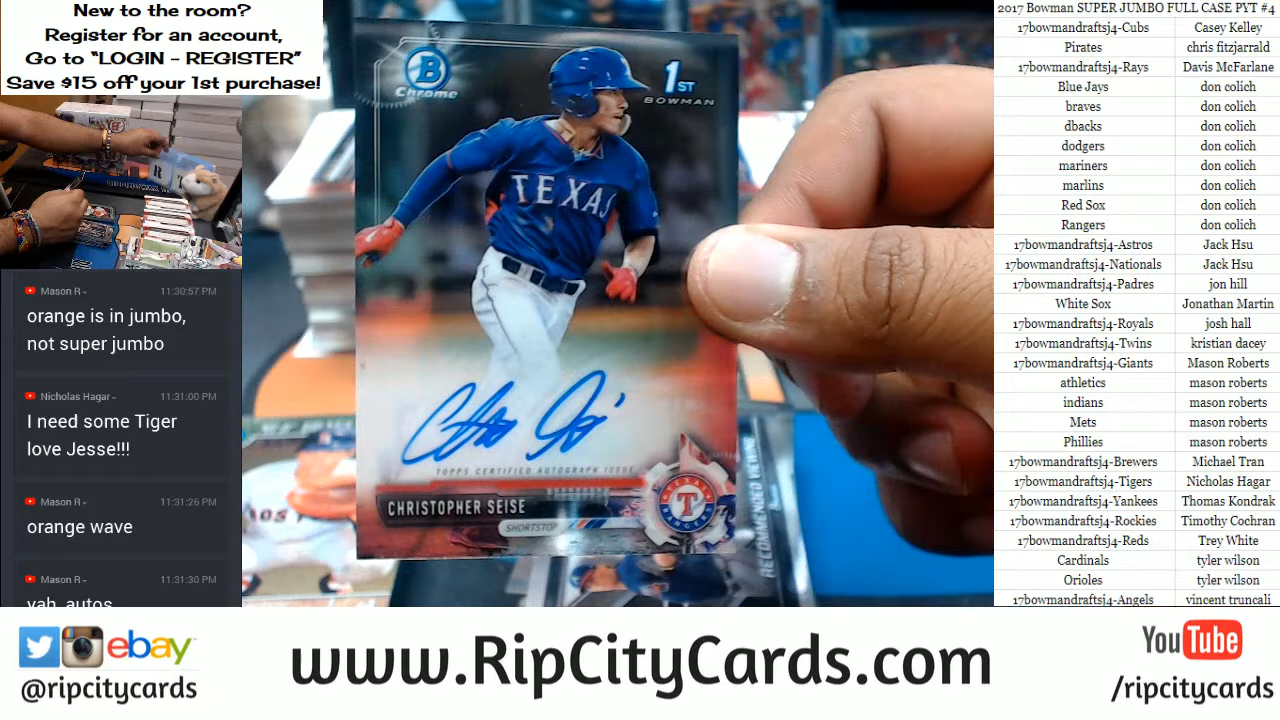 New to the room?
Register for an account,
Go to “LOGIN - REGISTER”
Save $15 off your 1st purchase!
Mason R 11:30:57 PM
orange is in jumbo,
not super jumbo
Nicholas Hagar 11:31:00 PM
I need some Tiger
love Jesse!!!
Mason R 11:31:26 PM
orange wave
Mason R 11:31:30 PM
yah, autos
B
Chrome
1ST
BOWMAN
TEXAS
TOPPS CERTIFIED AUTOGRAPH ISSUE
CHRISTOPHER SEISE
SHORTSTOP
TEXAS
T
RANGERS
RECOMMENDED VIEWING
2017 Bowman SUPER JUMBO FULL CASE PYT #4
17bowmandraftsj4-Cubs Casey Kelley
Pirates chris fitzjarrald
17bowmandraftsj4-Rays Davis McFarlane
Blue Jays don colich
braves don colich
dbacks don colich
dodgers don colich
mariners don colich
marlins don colich
Red Sox don colich
Rangers don colich
17bowmandraftsj4-Astros Jack Hsu
17bowmandraftsj4-Nationals Jack Hsu
17bowmandraftsj4-Padres jon hill
White Sox Jonathan Martin
17bowmandraftsj4-Royals josh hall
17bowmandraftsj4-Twins kristian dacey
17bowmandraftsj4-Giants Mason Roberts
athletics mason roberts
indians mason roberts
Mets mason roberts
Phillies mason roberts
17bowmandraftsj4-Brewers Michael Tran
17bowmandraftsj4-Tigers Nicholas Hagar
17bowmandraftsj4-Yankees Thomas Kondrak
17bowmandraftsj4-Rockies Timothy Cochran
17bowmandraftsj4-Reds Trey White
Cardinals tyler wilson
Orioles tyler wilson
17bowmandraftsj4-Angels vincent truncali
ebay
@ripcitycards
www.RipCityCards.com
YouTube
/ripcitycards